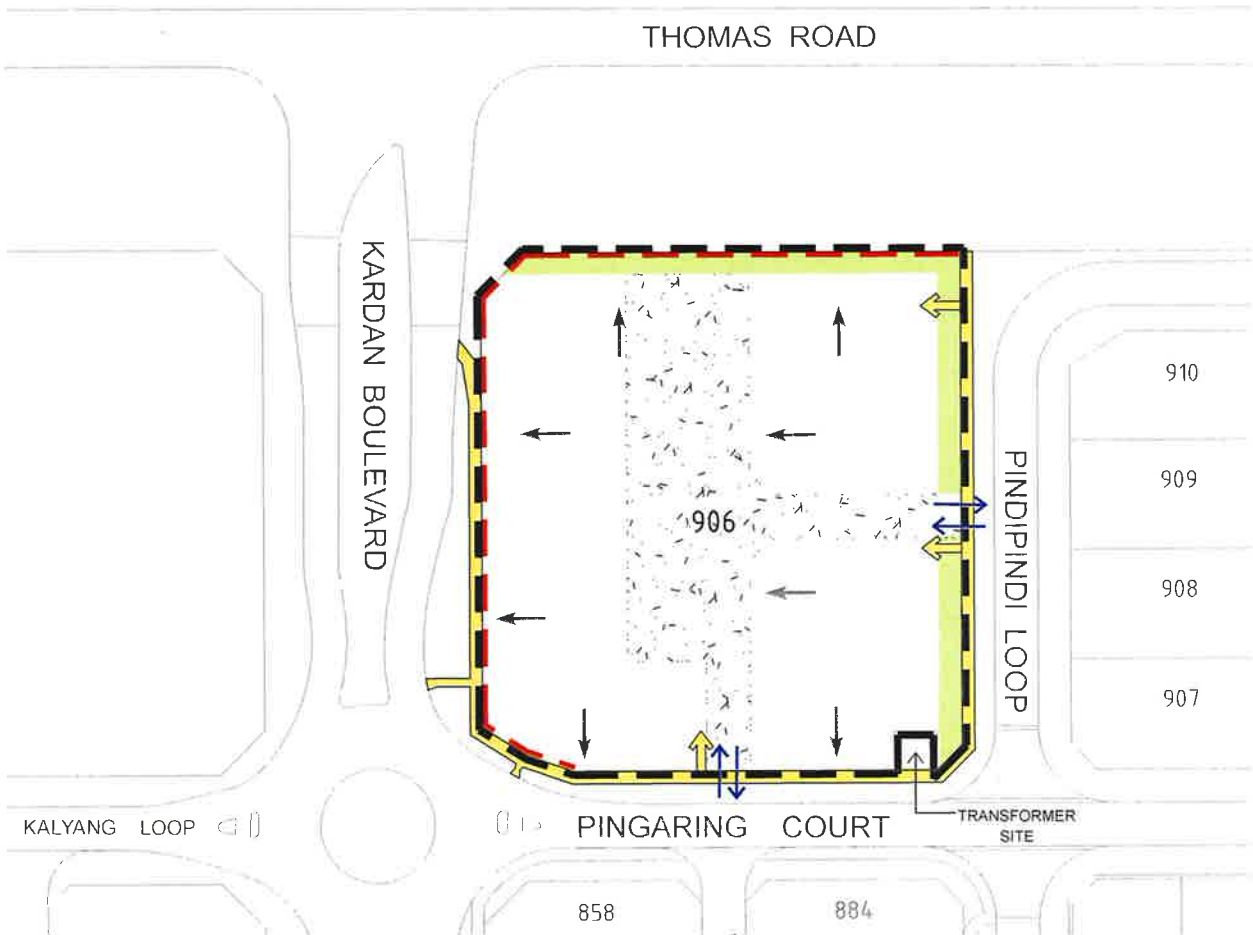 THOMAS ROAD
KARDAN BOULEVARD
910
909
906
PINDIPINDI LOOP
908
907
TRANSFORMER
SITE
KALYANG LOOP
PINGARING COURT
858
884